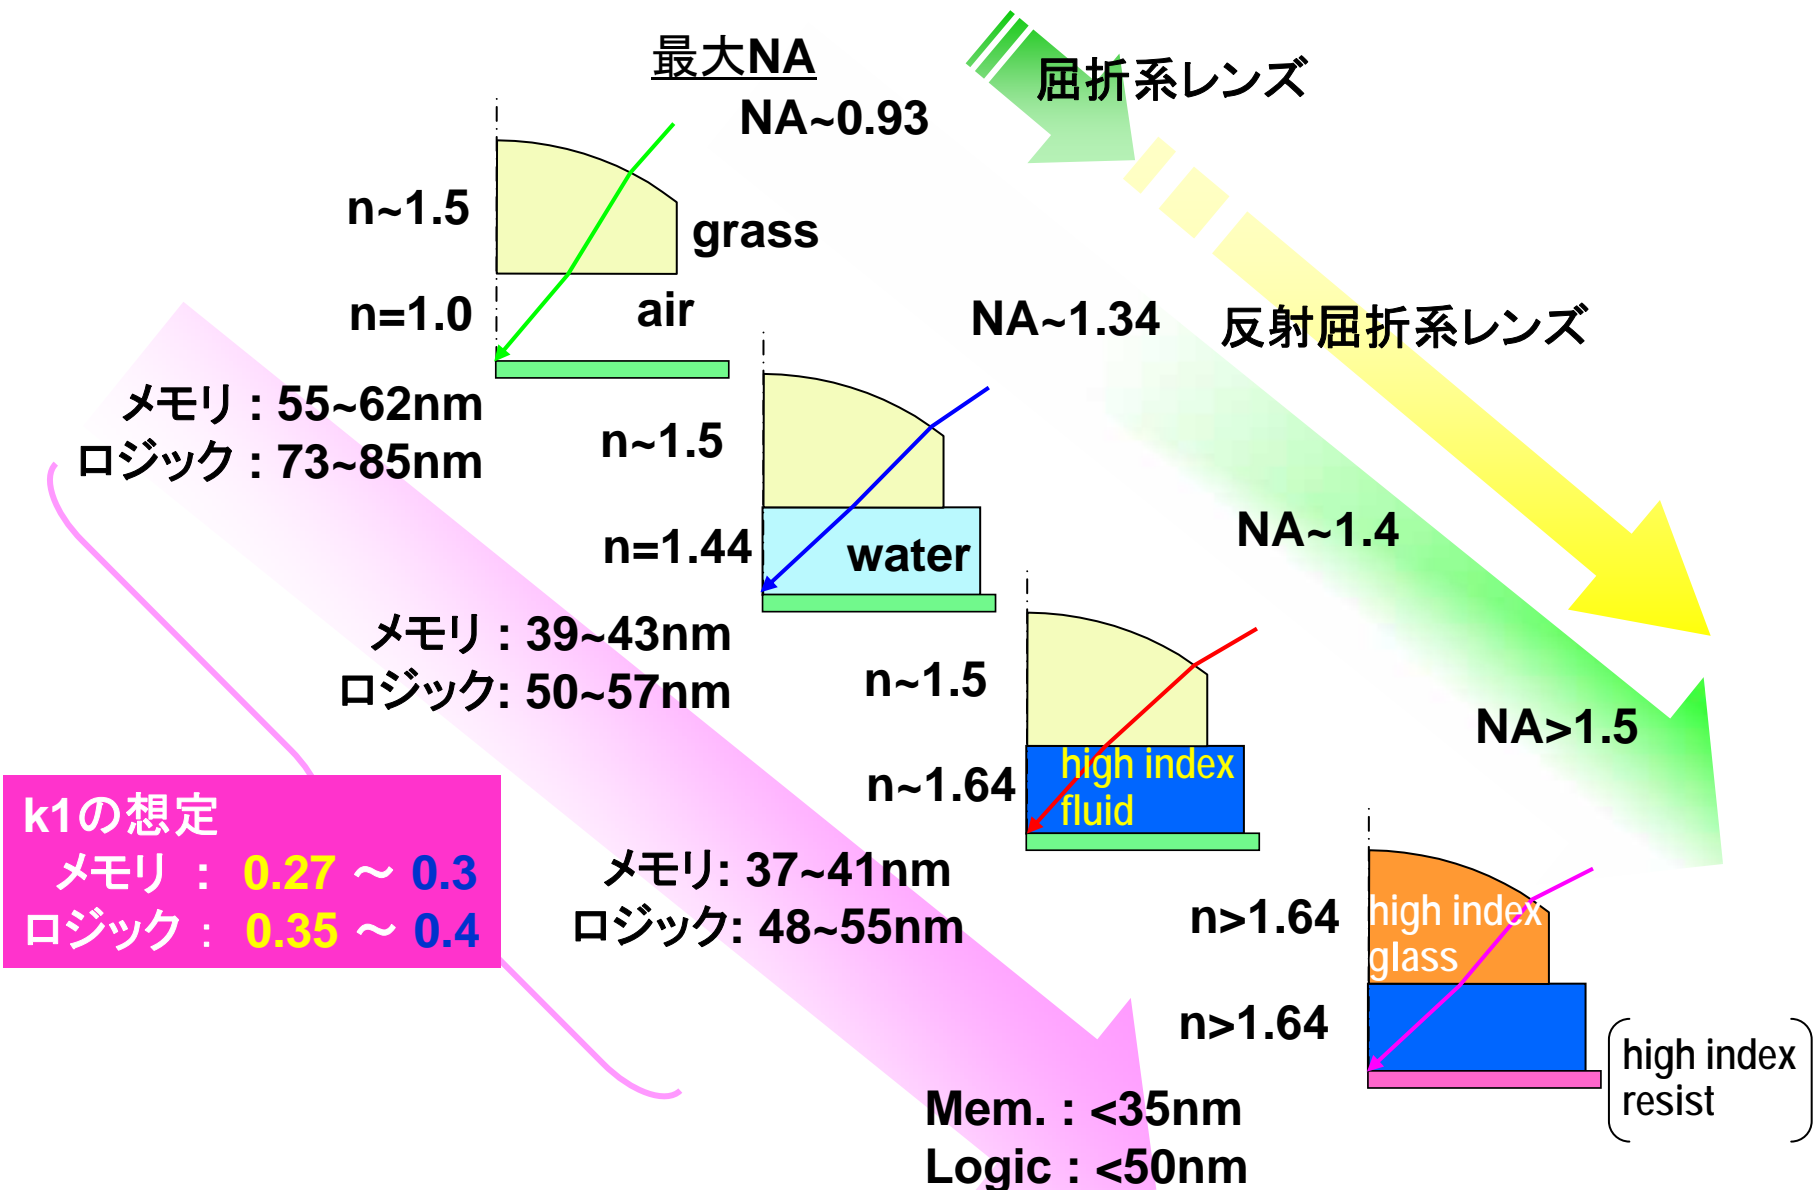 最大NA
NA~0.93
屈折系レンズ
n~1.5
grass
n=1.0
air
NA~1.34
反射屈折系レンズ
メモリ : 55~62nm
ロジック : 73~85nm
n~1.5
n=1.44
water
NA~1.4
メモリ : 39~43nm
ロジック: 50~57nm
n~1.5
NA>1.5
n~1.64
high index
fluid
k1の想定
メモリ : 0.27 ～ 0.3
ロジック : 0.35 ～ 0.4
メモリ: 37~41nm
ロジック: 48~55nm
n>1.64
high index
glass
n>1.64
high index
resist
Mem. : <35nm
Logic : <50nm